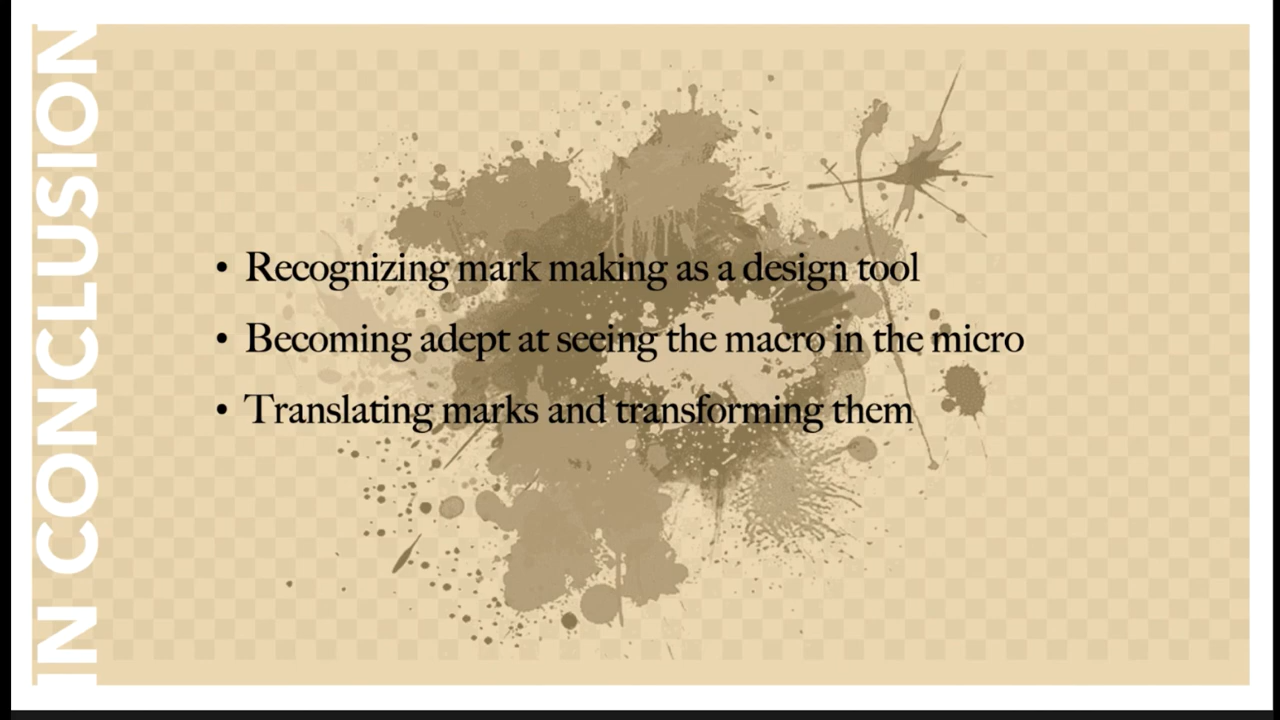 IN CONCLUSION
• Recognizing mark making as a design tool
• Becoming adept at seeing the macro in the micro
• Translating marks and transforming them